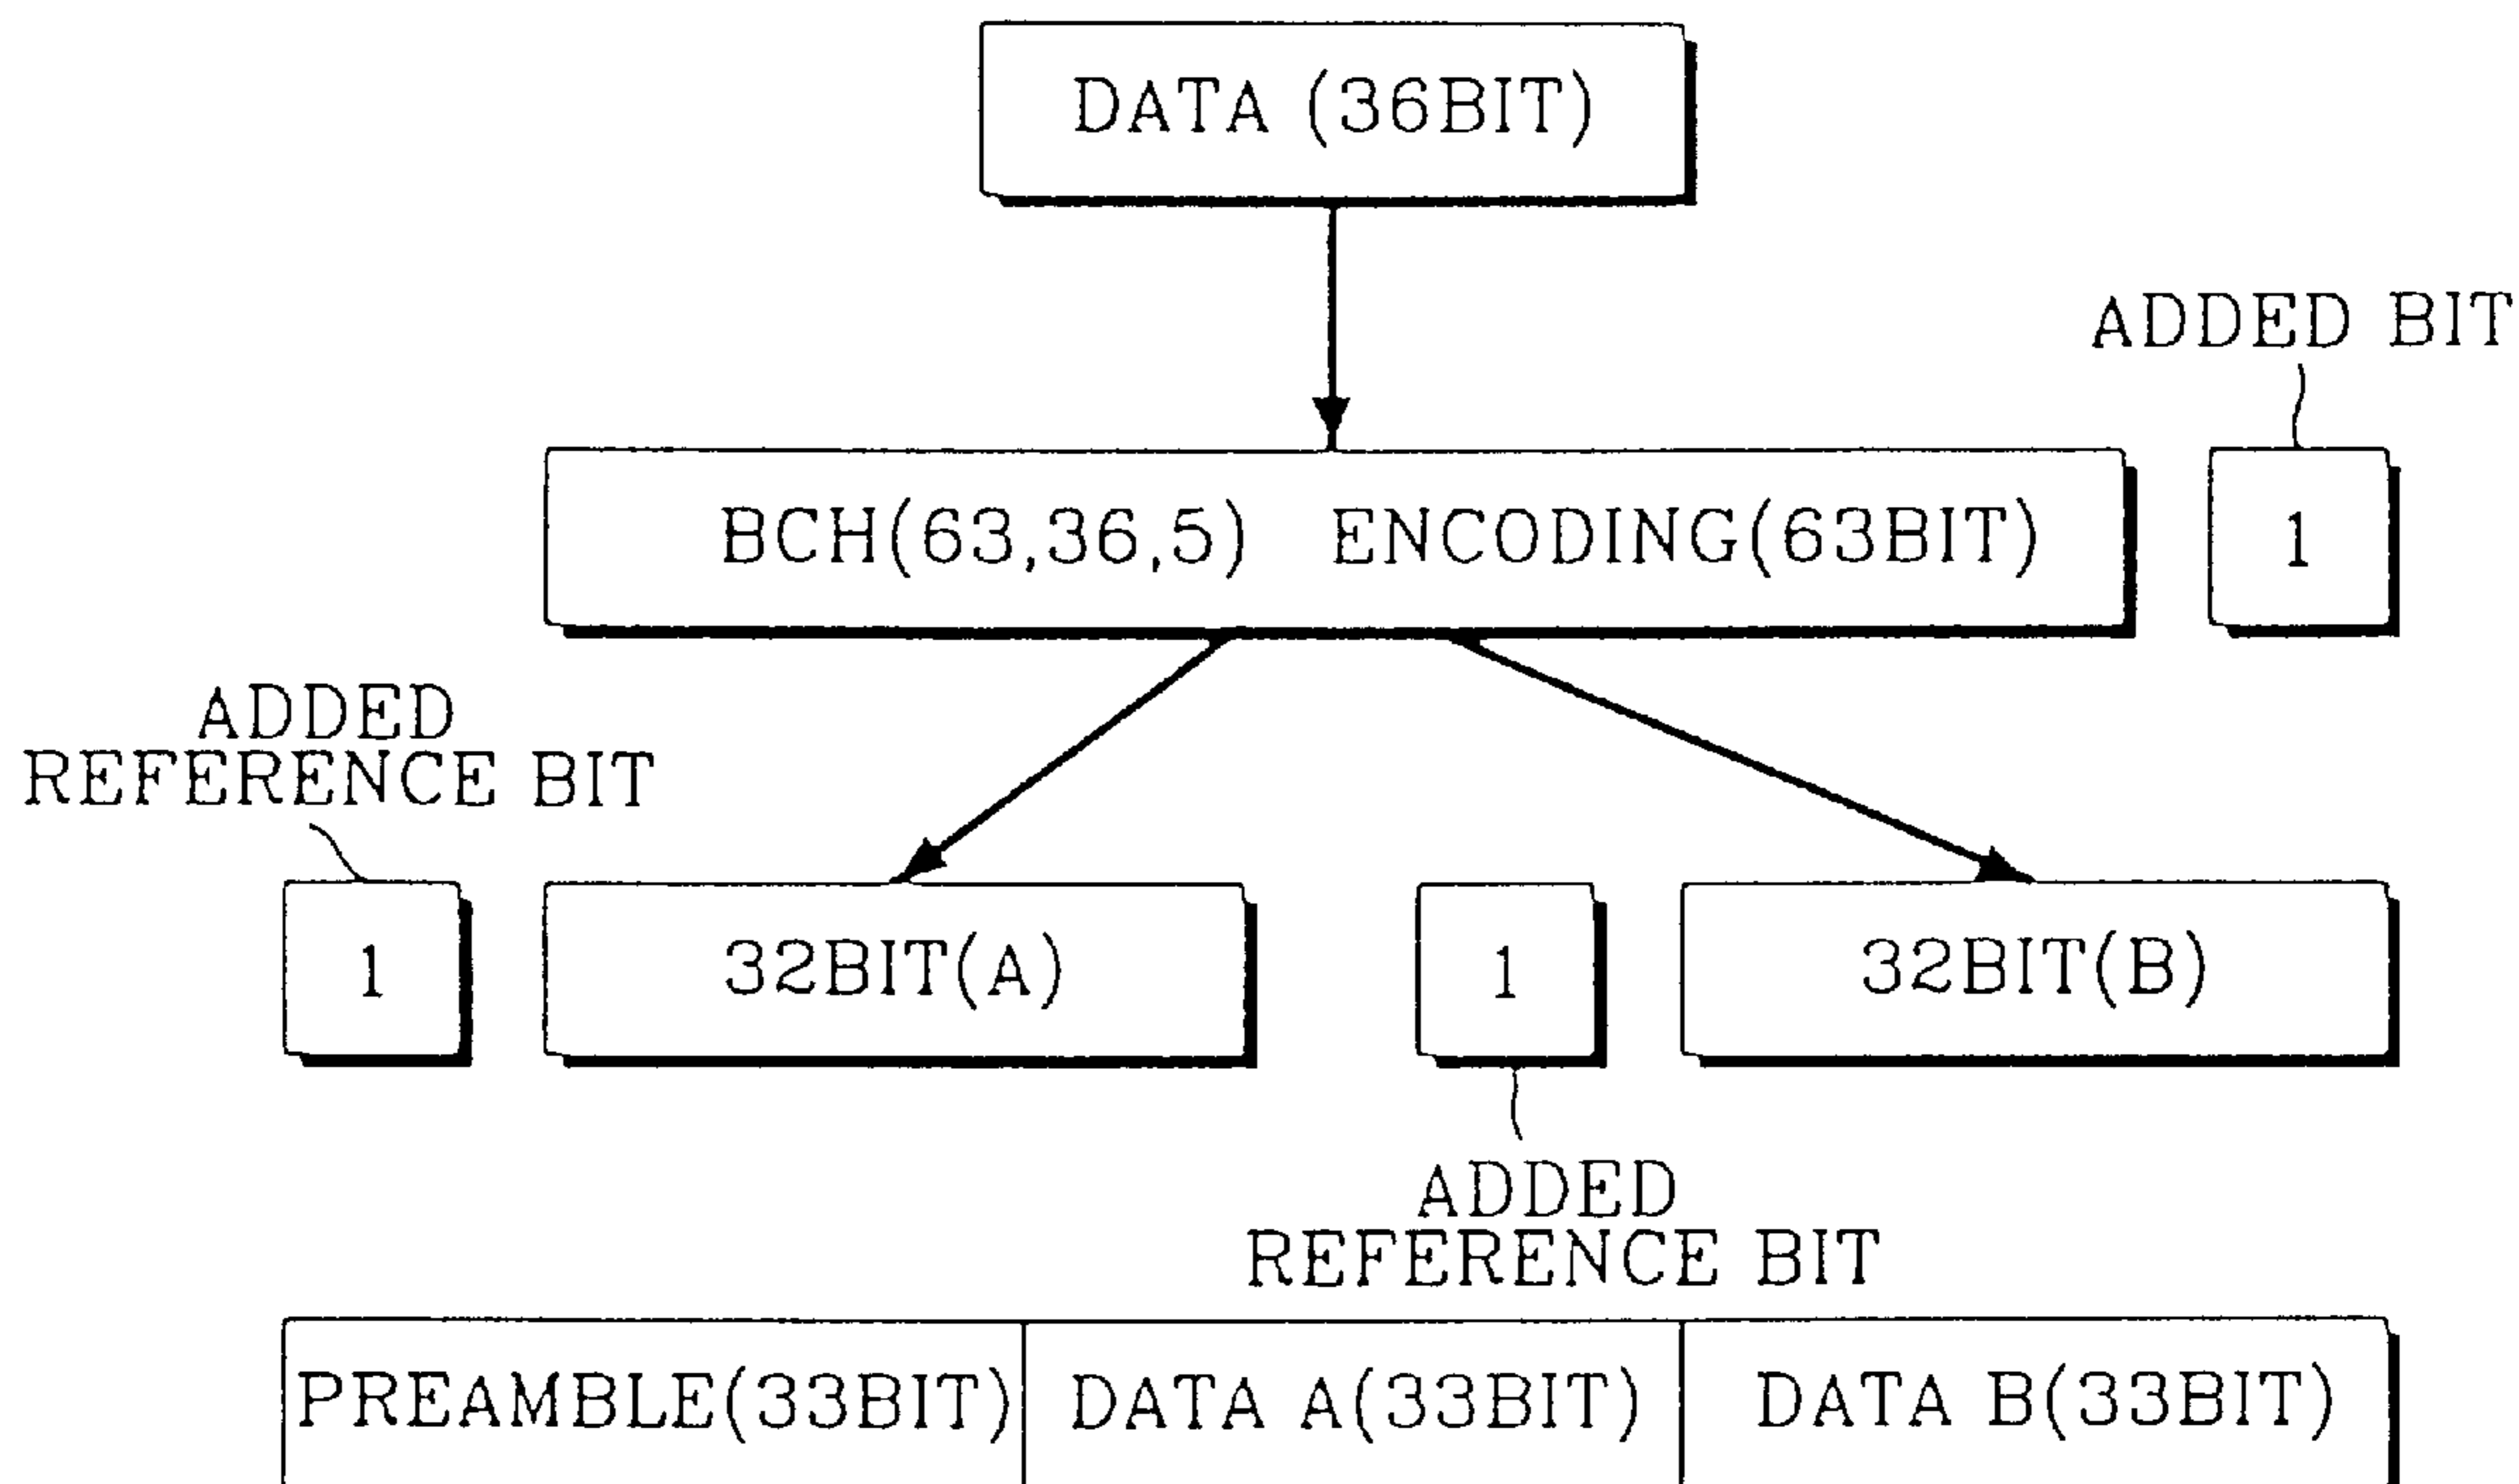 DATA (36BIT)
ADDED BIT
BCH(63,36,5) ENCODING(63BIT)
1
ADDED
REFERENCE BIT
1
32BIT(A)
1
32BIT(B)
ADDED
REFERENCE BIT
PREAMBLE(33BIT)
DATA A(33BIT)
DATA B(33BIT)